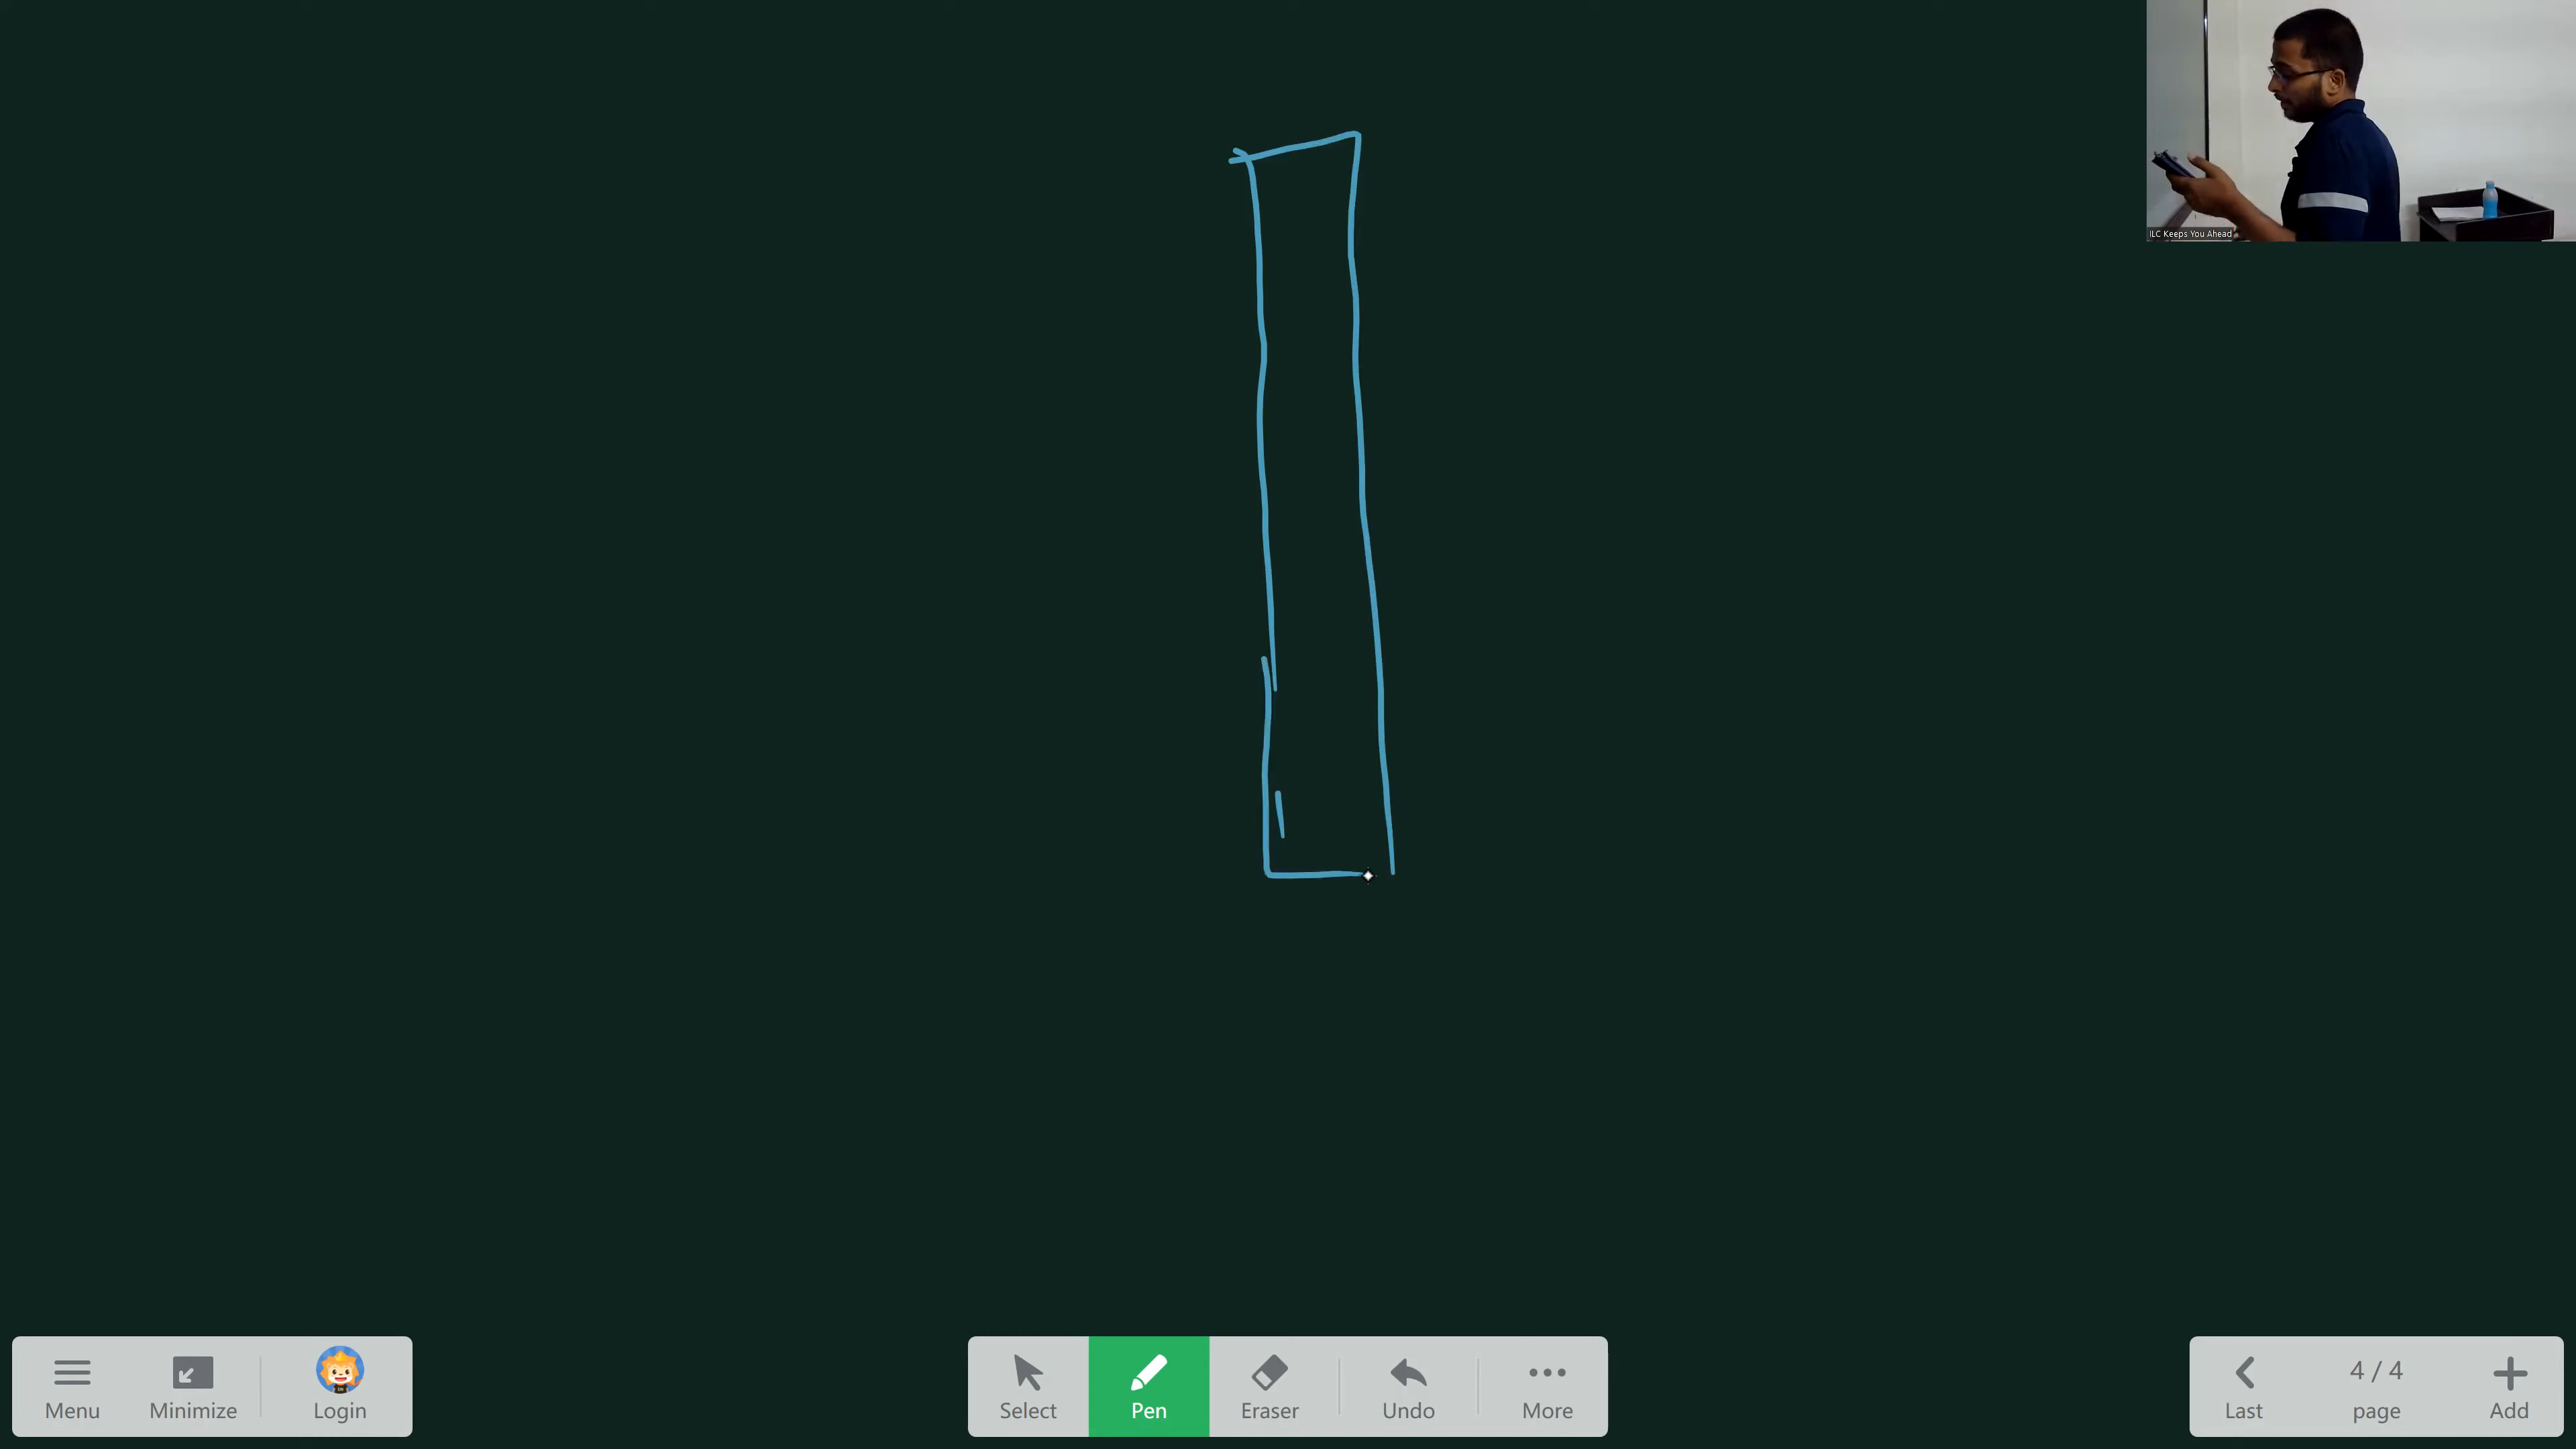 ILC Keeps You Ahead
Menu
Minimize
Login
Select
Pen
Eraser
Undo
More
Last
4 / 4
page
Add